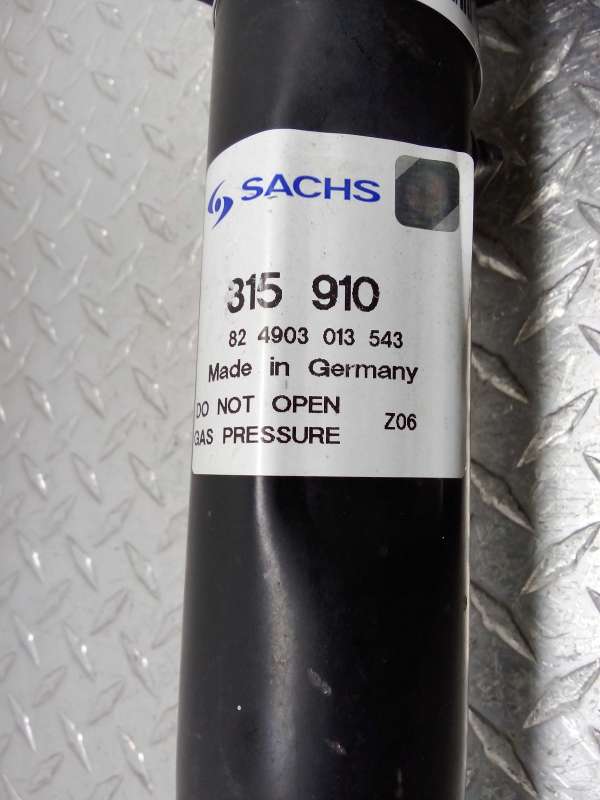 SACHS
315 910
82 4903 013 543
Made in Germany
DO NOT OPEN
GAS PRESSURE
Z06